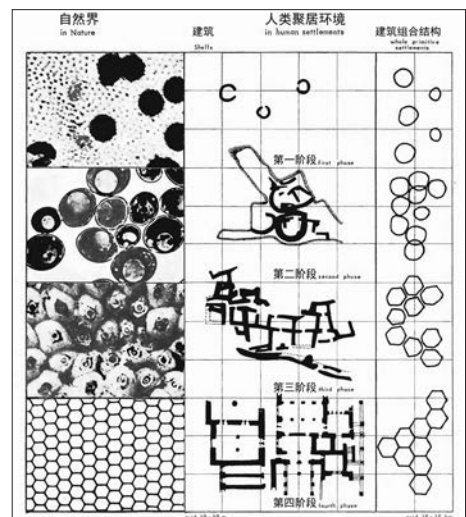 自然界
in Nature
人类聚居环境
in human settlements
建筑
Shells
建筑组合结构
whole primitive
settlements
第一阶段 first phase
第二阶段 second phase
第三阶段 third phase
第四阶段 fourth phase